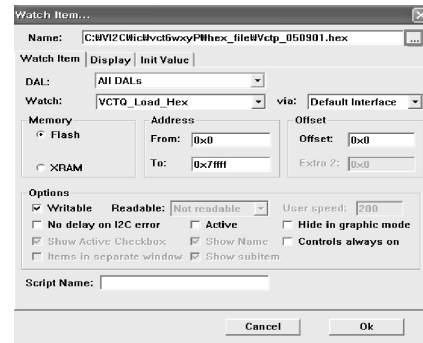 Watch Item...
Name: C:₩VI2C₩ic₩vct6wxyP₩hex_file₩Vctp_050901.hex ...
Watch Item Display Init Value
DAL: All DALs
Watch: VCTQ_Load_Hex via: Default Interface
Memory Address Offset
Flash From: 0x0 Offset: 0x0
XRAM To: 0x7ffff Extra 2: 0x0
Options
Writable Readable: Not readable User speed: 200
No delay on I2C error Active Hide in graphic mode
Show Active Checkbox Show Name Controls always on
Items in separate window Show subitem
Script Name:
Cancel Ok